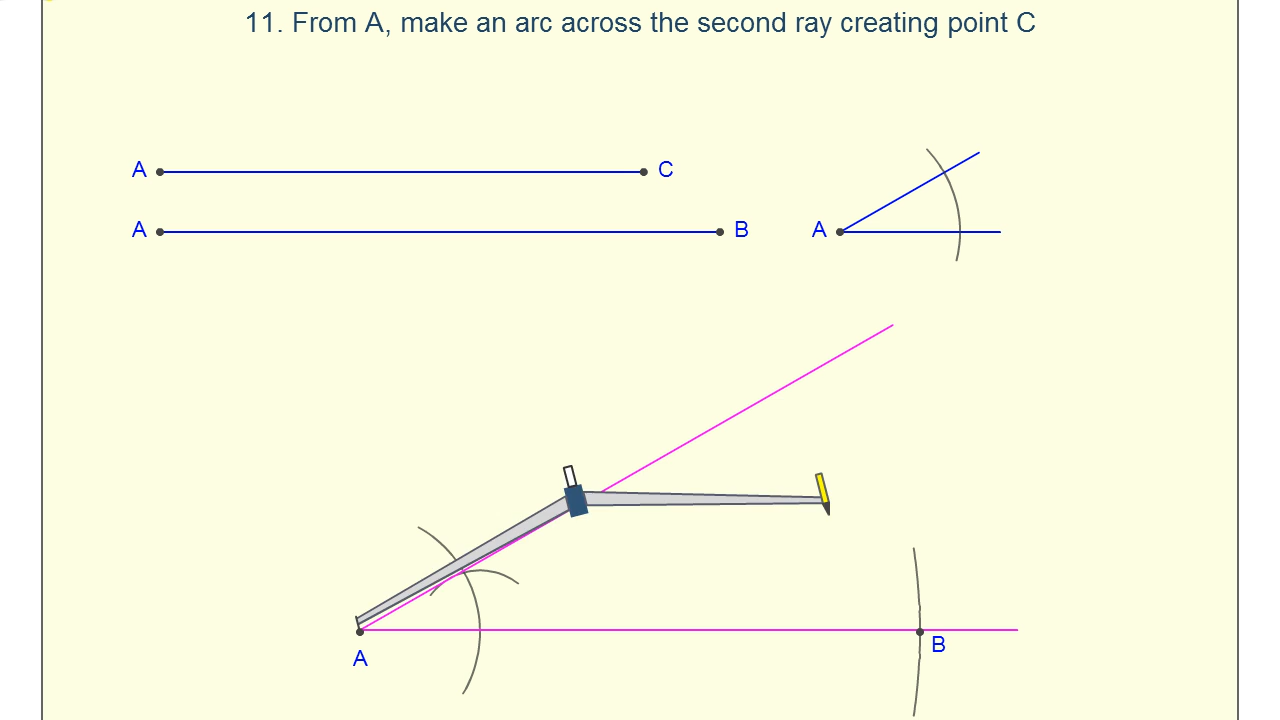 11. From A, make an arc across the second ray creating point C
A C
A B A
A
B